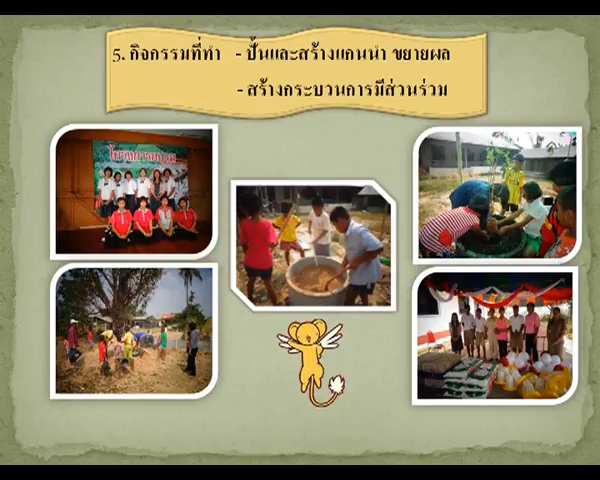 5. กิจกรรมที่ทำ - ปั้นและสร้างแกนนำ ขยายผล
- สร้างกระบวนการมีส่วนร่วม